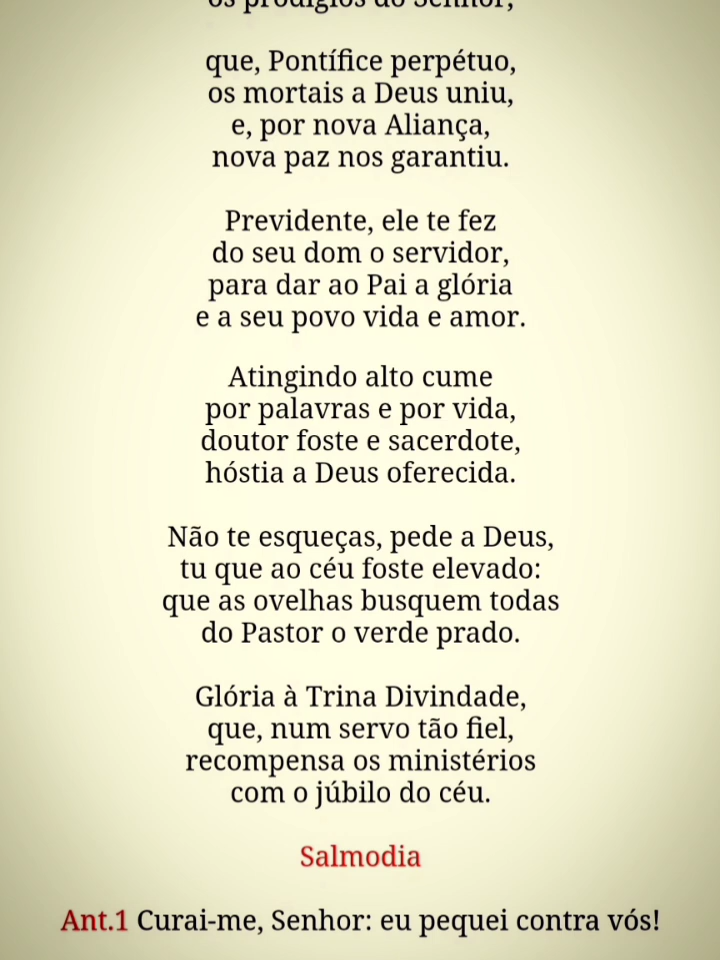 os prodígios do Senhor,
que, Pontífice perpétuo,
os mortais a Deus uniu,
e, por nova Aliança,
nova paz nos garantiu.
Previdente, ele te fez
do seu dom o servidor,
para dar ao Pai a glória
e a seu povo vida e amor.
Atingindo alto cume
por palavras e por vida,
doutor foste e sacerdote,
hóstia a Deus oferecida.
Não te esqueças, pede a Deus,
tu que ao céu foste elevado:
que as ovelhas busquem todas
do Pastor o verde prado.
Glória à Trina Divindade,
que, num servo tão fiel,
recompensa os ministérios
com o júbilo do céu.
Salmodia
Ant.1 Curai-me, Senhor: eu pequei contra vós!